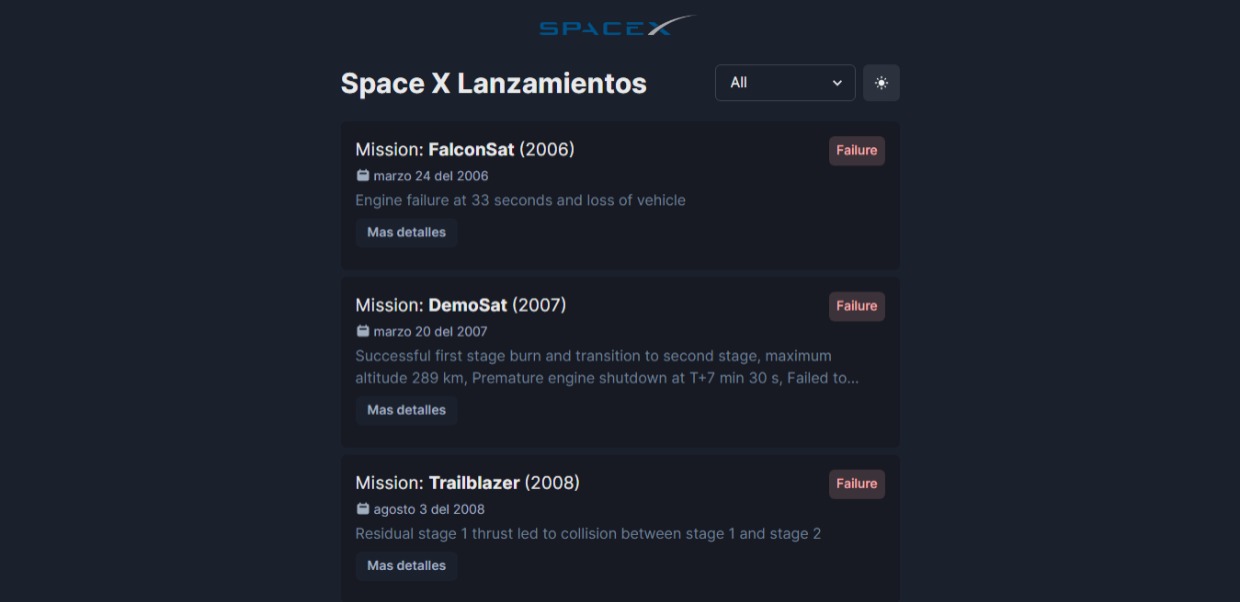 SPACEX
Space X Lanzamientos
All
Mission: FalconSat (2006)
Failure
marzo 24 del 2006
Engine failure at 33 seconds and loss of vehicle
Mas detalles
Mission: DemoSat (2007)
Failure
marzo 20 del 2007
Successful first stage burn and transition to second stage, maximum
altitude 289 km, Premature engine shutdown at T+7 min 30 s, Failed to...
Mas detalles
Mission: Trailblazer (2008)
Failure
agosto 3 del 2008
Residual stage 1 thrust led to collision between stage 1 and stage 2
Mas detalles